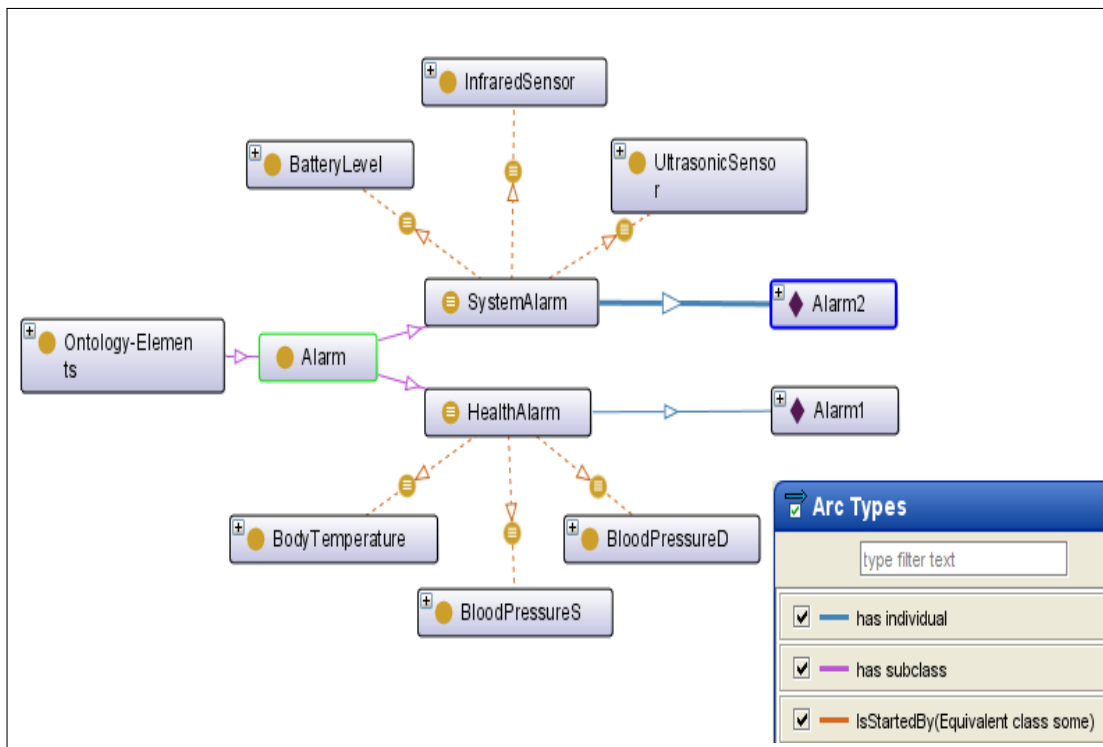 InfraredSensor
BatteryLevel
UltrasonicSenso
r
SystemAlarm
Alarm2
Ontology-Elemen
ts
Alarm
HealthAlarm
Alarm1
BodyTemperature
BloodPressureD
BloodPressureS
Arc Types
type filter text
has individual
has subclass
IsStartedBy(Equivalent class some)